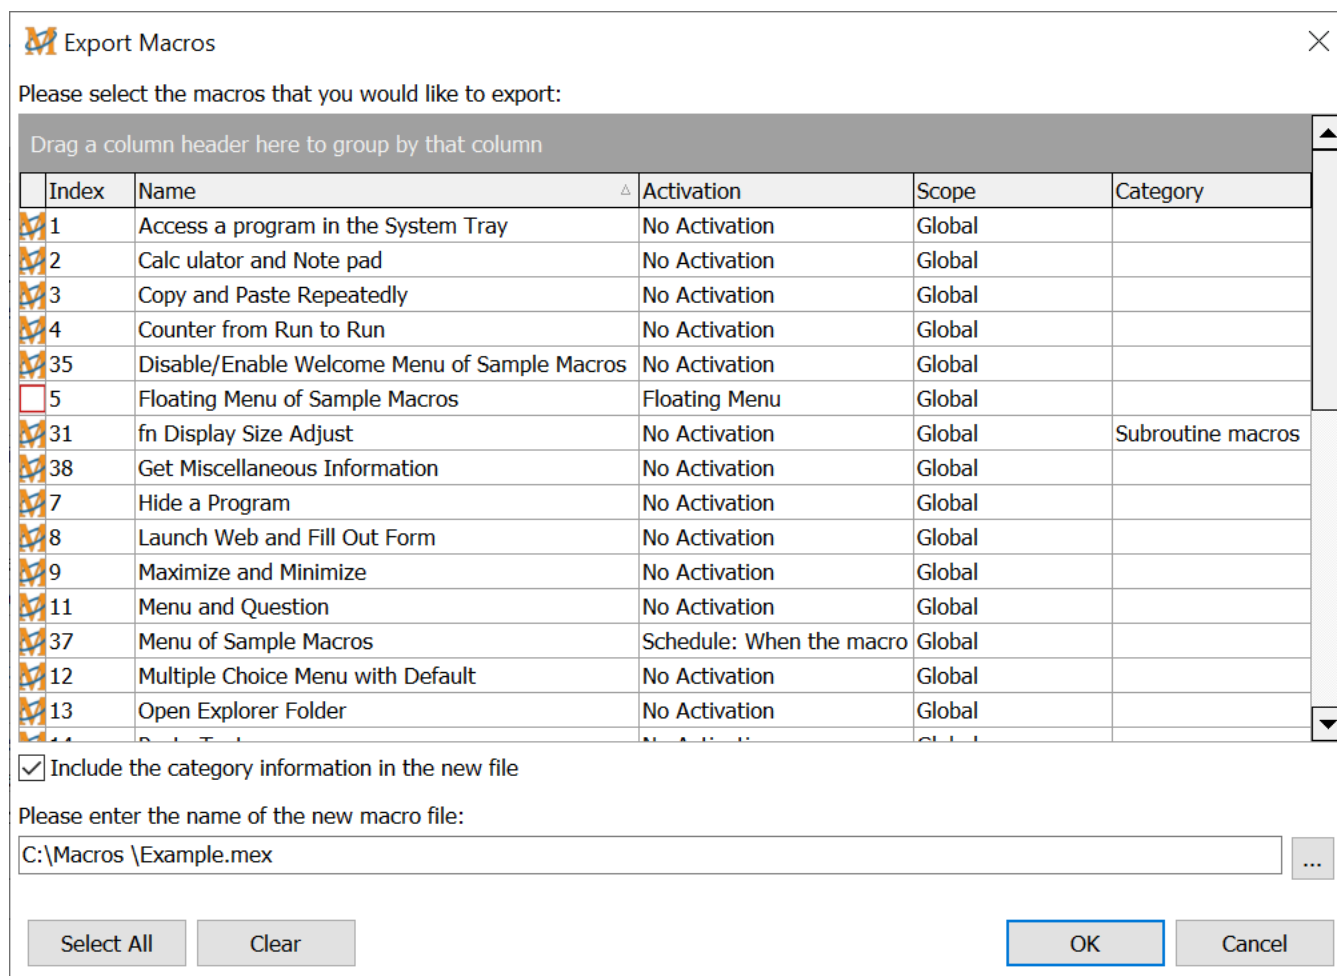 Export Macros
Please select the macros that you would like to export:
Drag a column header here to group by that column
Index Name Activation Scope Category
1 Access a program in the System Tray No Activation Global
2 Calc ulator and Note pad No Activation Global
3 Copy and Paste Repeatedly No Activation Global
4 Counter from Run to Run No Activation Global
35 Disable/Enable Welcome Menu of Sample Macros No Activation Global
5 Floating Menu of Sample Macros Floating Menu Global
31 fn Display Size Adjust No Activation Global Subroutine macros
38 Get Miscellaneous Information No Activation Global
7 Hide a Program No Activation Global
8 Launch Web and Fill Out Form No Activation Global
9 Maximize and Minimize No Activation Global
11 Menu and Question No Activation Global
37 Menu of Sample Macros Schedule: When the macro Global
12 Multiple Choice Menu with Default No Activation Global
13 Open Explorer Folder No Activation Global
Include the category information in the new file
Please enter the name of the new macro file:
C:\Macros \Example.mex
...
Select All Clear OK Cancel